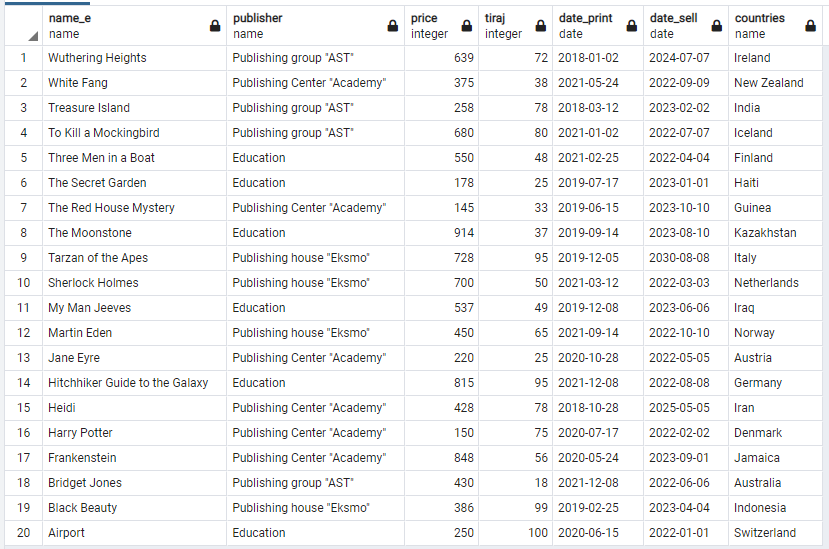 name_e publisher price tiraj date_print date_sell countries
name name integer integer date date name
1 Wuthering Heights Publishing group "AST" 639 72 2018-01-02 2024-07-07 Ireland
2 White Fang Publishing Center "Academy" 375 38 2021-05-24 2022-09-09 New Zealand
3 Treasure Island Publishing group "AST" 258 78 2018-03-12 2023-02-02 India
4 To Kill a Mockingbird Publishing group "AST" 680 80 2021-01-02 2022-07-07 Iceland
5 Three Men in a Boat Education 550 48 2021-02-25 2022-04-04 Finland
6 The Secret Garden Education 178 25 2019-07-17 2023-01-01 Haiti
7 The Red House Mystery Publishing Center "Academy" 145 33 2019-06-15 2023-10-10 Guinea
8 The Moonstone Education 914 37 2019-09-14 2023-08-10 Kazakhstan
9 Tarzan of the Apes Publishing house "Eksmo" 728 95 2019-12-05 2030-08-08 Italy
10 Sherlock Holmes Publishing house "Eksmo" 700 50 2021-03-12 2022-03-03 Netherlands
11 My Man Jeeves Education 537 49 2019-12-08 2023-06-06 Iraq
12 Martin Eden Publishing house "Eksmo" 450 65 2021-09-14 2022-10-10 Norway
13 Jane Eyre Publishing Center "Academy" 220 25 2020-10-28 2022-05-05 Austria
14 Hitchhiker Guide to the Galaxy Education 815 95 2021-12-08 2022-08-08 Germany
15 Heidi Publishing Center "Academy" 428 78 2018-10-28 2025-05-05 Iran
16 Harry Potter Publishing Center "Academy" 150 75 2020-07-17 2022-02-02 Denmark
17 Frankenstein Publishing Center "Academy" 848 56 2020-05-24 2023-09-01 Jamaica
18 Bridget Jones Publishing group "AST" 430 18 2021-12-08 2022-06-06 Australia
19 Black Beauty Publishing house "Eksmo" 386 99 2019-02-25 2023-04-04 Indonesia
20 Airport Education 250 100 2020-06-15 2022-01-01 Switzerland